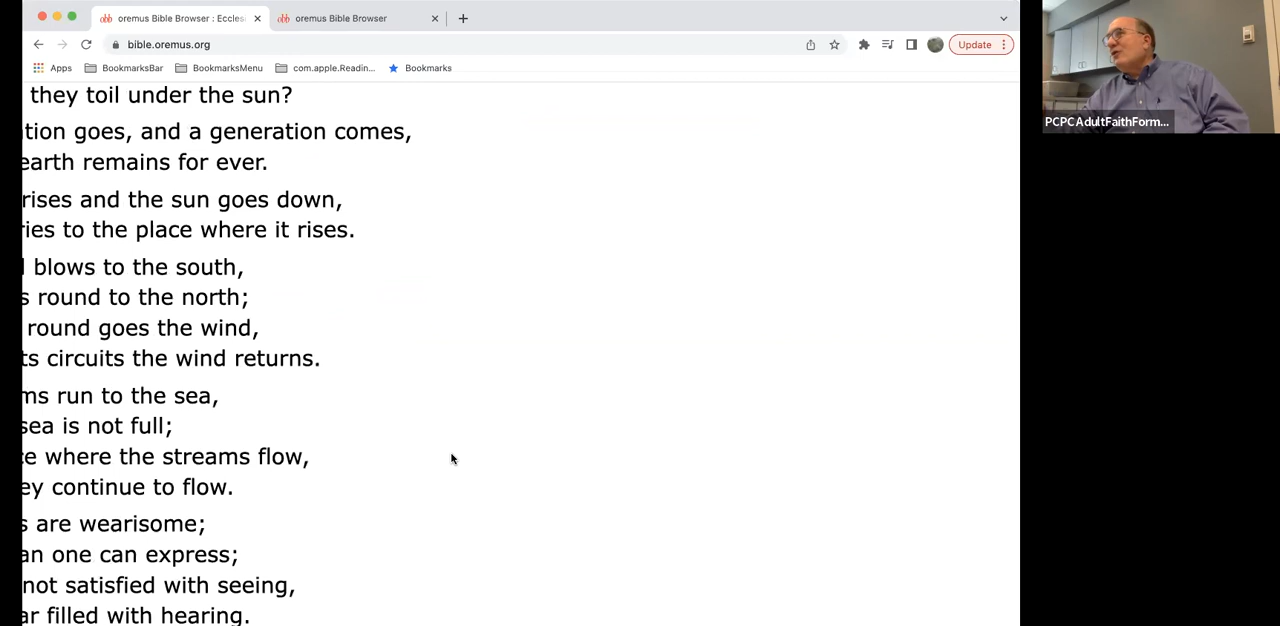 oremus Bible Browser : Eccles
oremus Bible Browser
bible.oremus.org
Update
Apps
BookmarksBar
BookmarksMenu
com.apple.Readin...
Bookmarks
PCPCAdultFaithForm...
they toil under the sun?
tion goes, and a generation comes,
earth remains for ever.
rises and the sun goes down,
ries to the place where it rises.
blows to the south,
s round to the north;
round goes the wind,
ts circuits the wind returns.
ms run to the sea,
sea is not full;
ce where the streams flow,
ey continue to flow.
s are wearisome;
an one can express;
not satisfied with seeing,
ar filled with hearing.